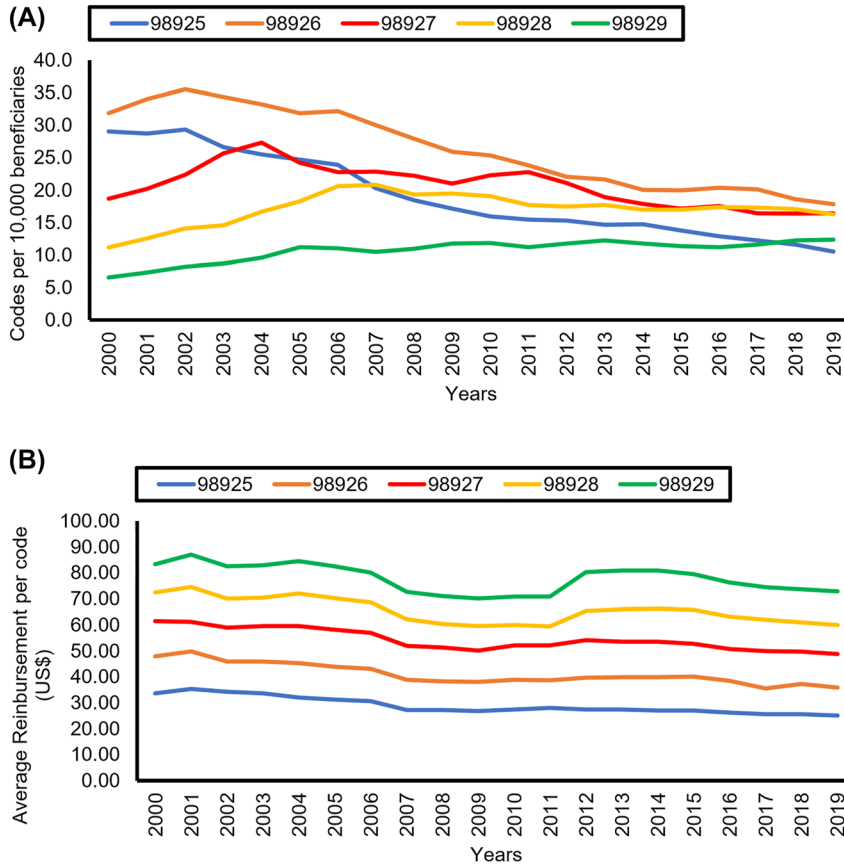 (A)
98925 98926 98927 98928 98929
Codes per 10,000 beneficiaries
40.0
35.0
30.0
25.0
20.0
15.0
10.0
5.0
0.0
2000 2001 2002 2003 2004 2005 2006 2007 2008 2009 2010 2011 2012 2013 2014 2015 2016 2017 2018 2019
Years
(B)
98925 98926 98927 98928 98929
Average Reinbursement per code
(US$)
100.00
90.00
80.00
70.00
60.00
50.00
40.00
30.00
20.00
10.00
0.00
2000 2001 2002 2003 2004 2005 2006 2007 2008 2009 2010 2011 2012 2013 2014 2015 2016 2017 2018 2019
Years